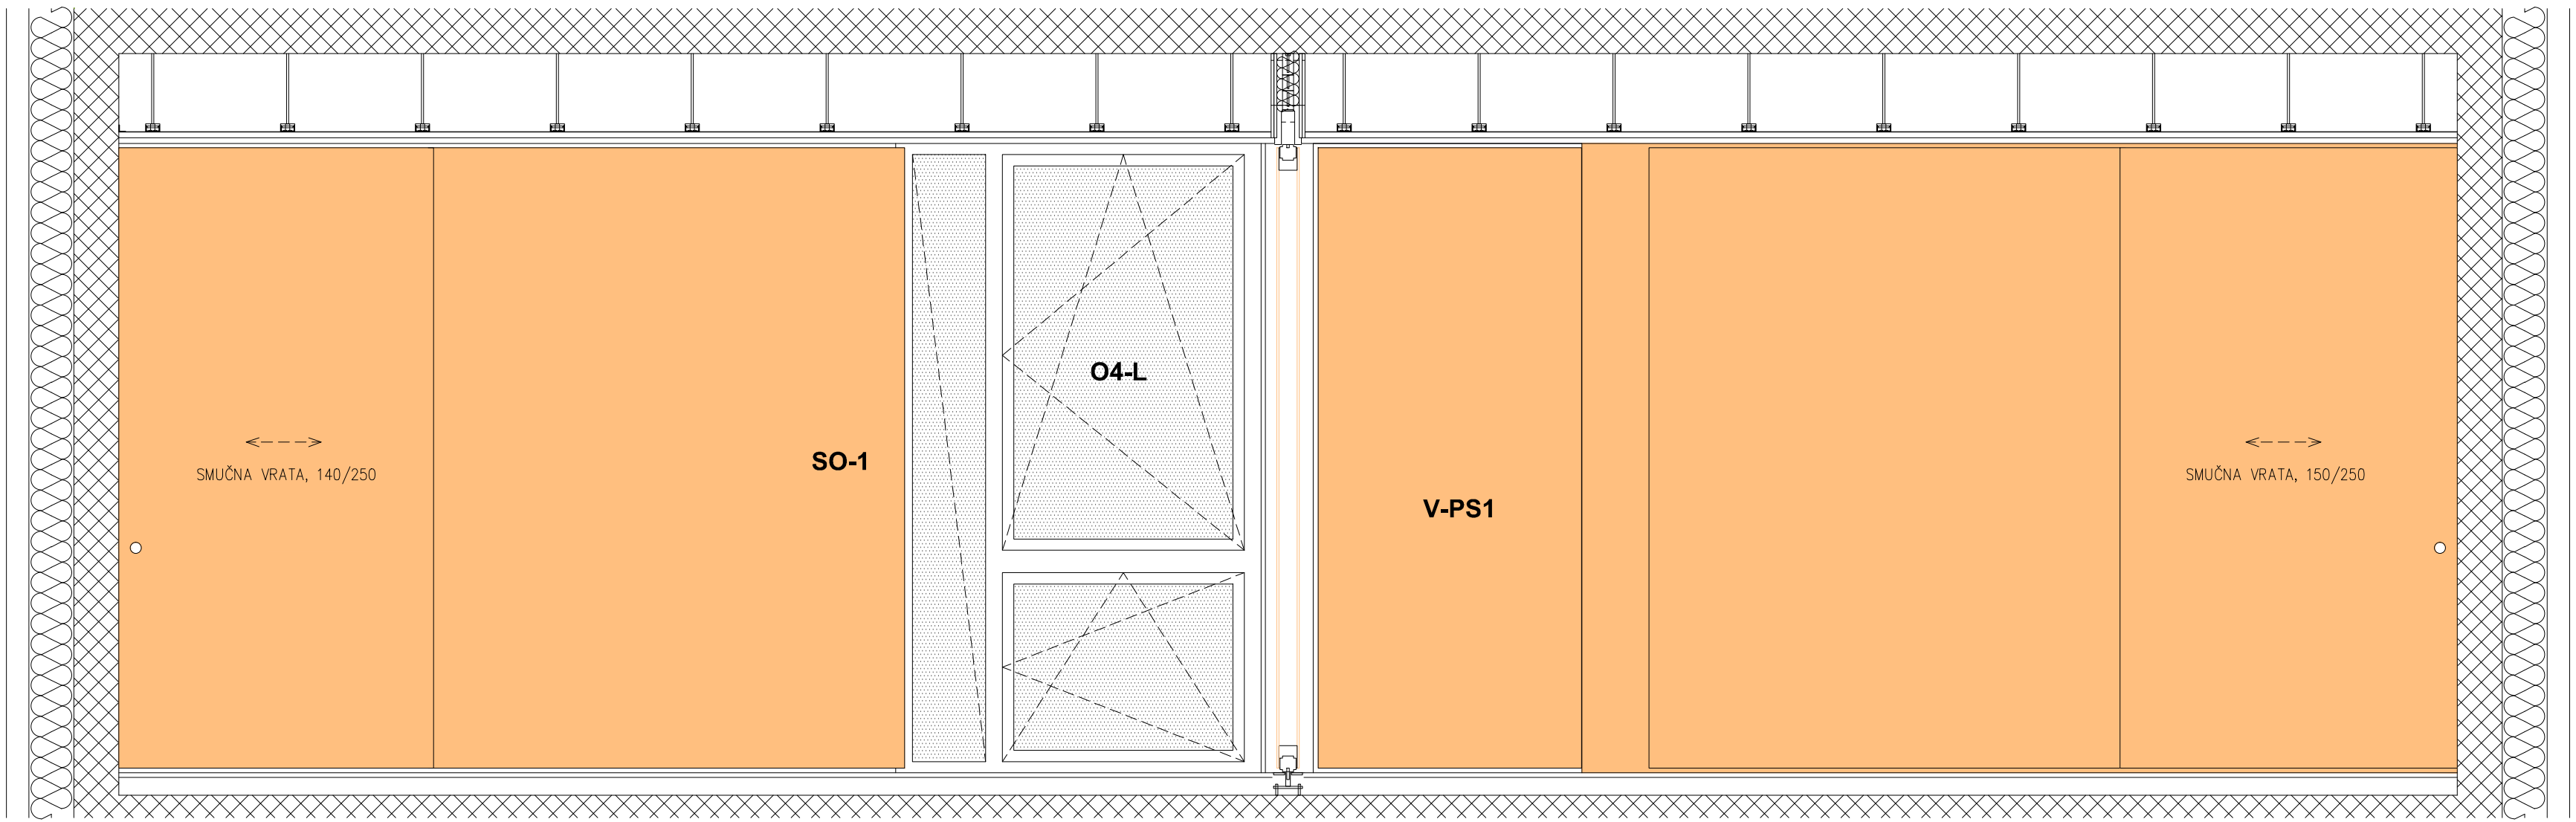 O4-L
SO-1
SMUČNA VRATA, 140/250
V-PS1
SMUČNA VRATA, 150/250